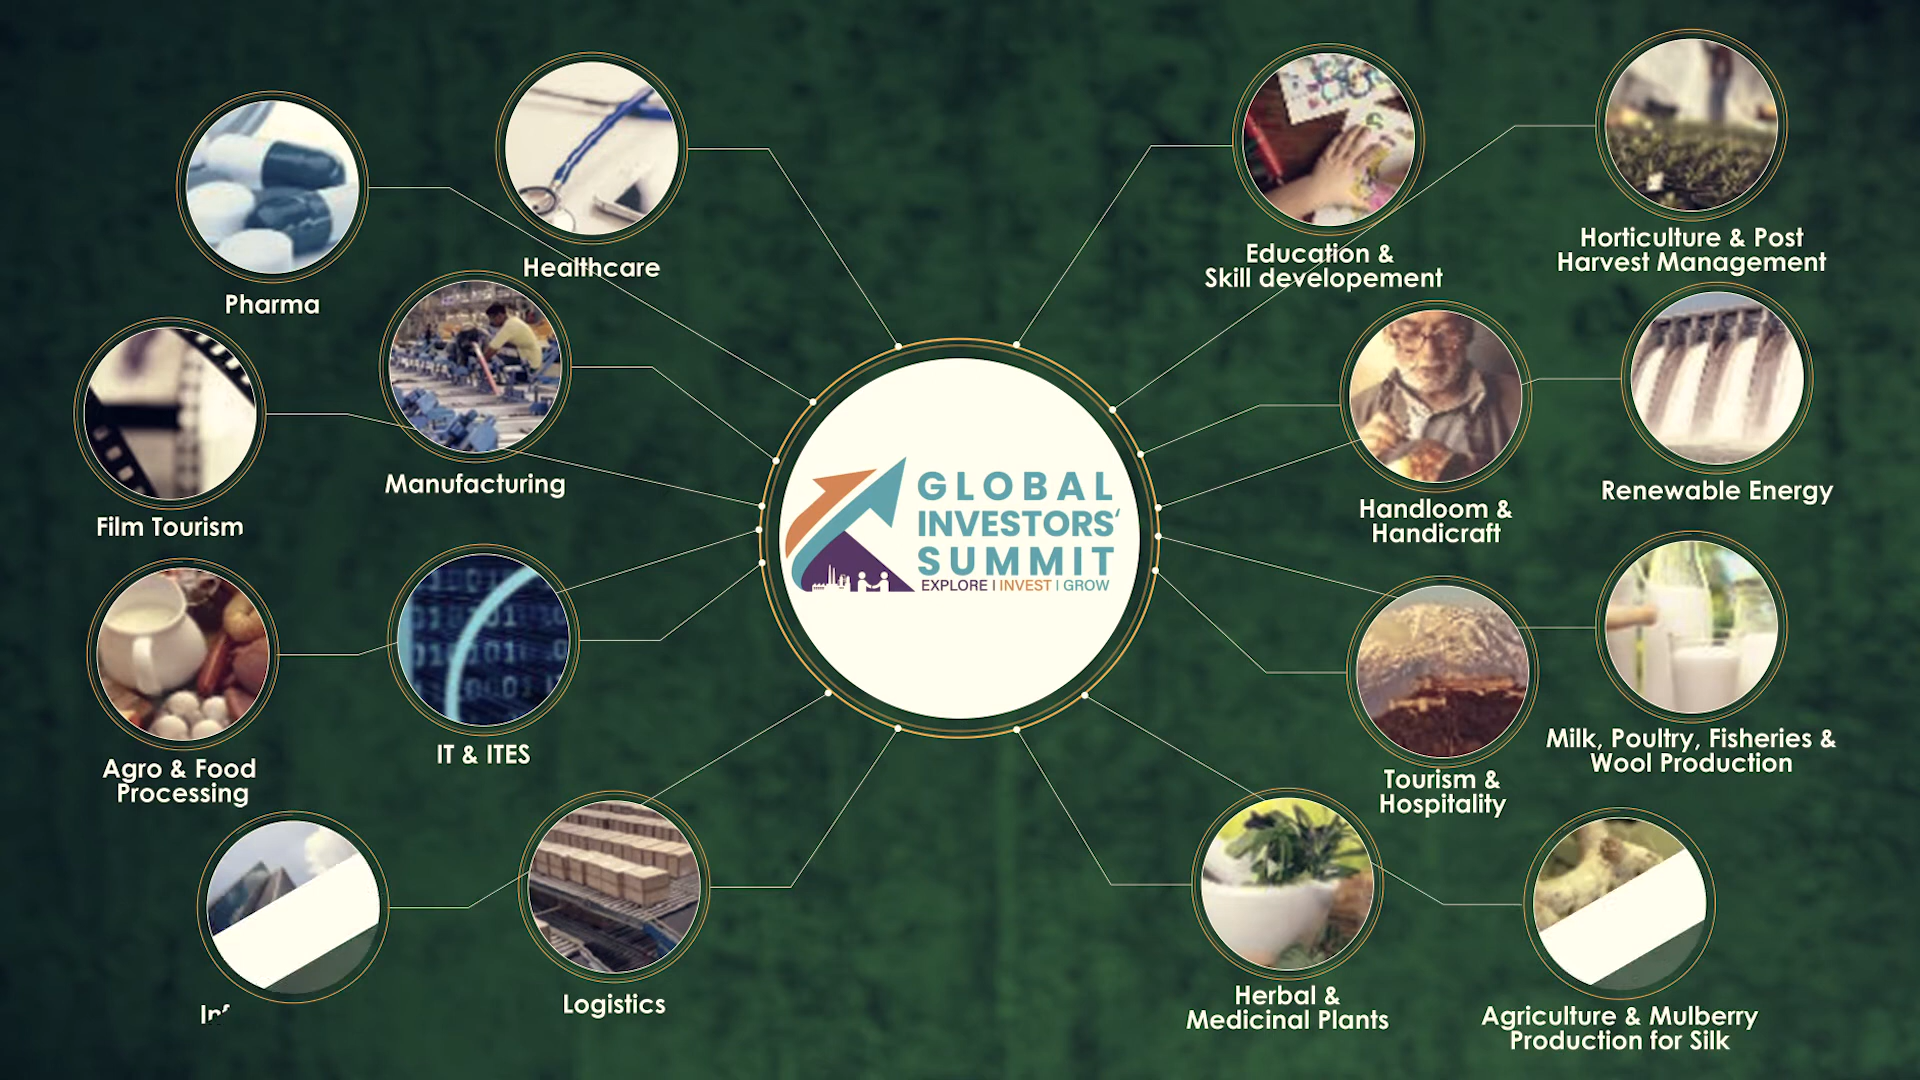 Pharma
Healthcare
Education &
Skill developement
Horticulture & Post
Harvest Management
Film Tourism
Manufacturing
GLOBAL
INVESTORS'
SUMMIT
EXPLORE | INVEST | GROW
Handloom &
Handicraft
Renewable Energy
Agro & Food
Processing
IT & ITES
Tourism &
Hospitality
Milk, Poultry, Fisheries &
Wool Production
Logistics
Herbal &
Medicinal Plants
Agriculture & Mulberry
Production for Silk